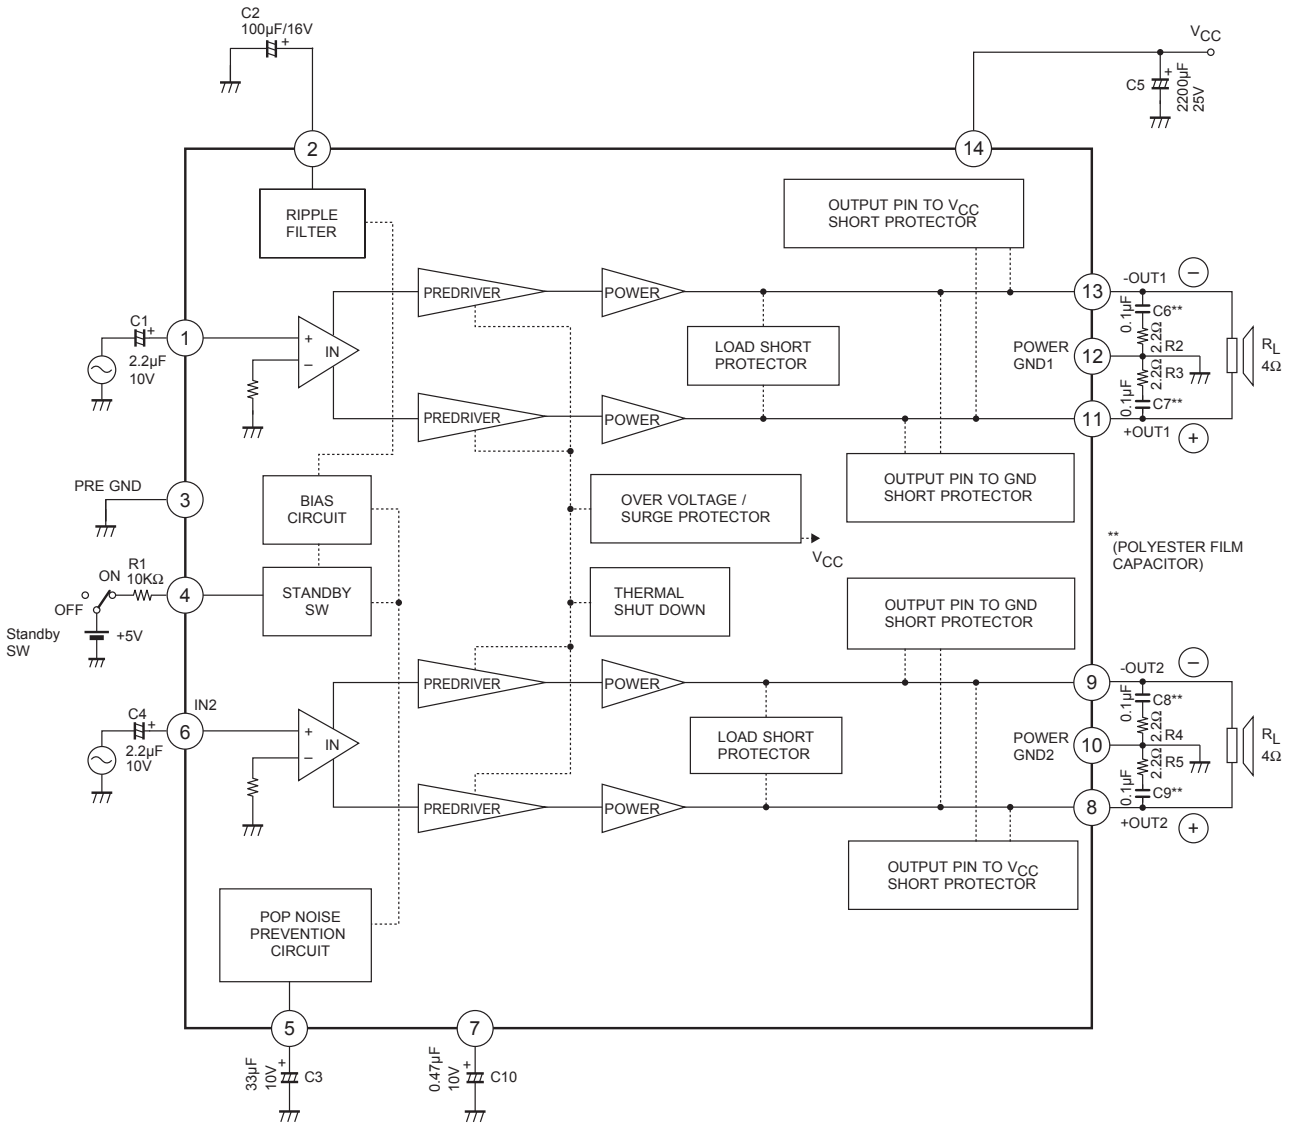 C2
100µF/16V
+
VCC
C5
+
2200µF
25V
2
14
RIPPLE
FILTER
OUTPUT PIN TO VCC
SHORT PROTECTOR
PREDRIVER
POWER
13
-OUT1
−
C1
+
2.2µF
10V
1
+
IN
−
LOAD SHORT
PROTECTOR
0.1µF
C6**
2.2Ω
R2
POWER
GND1
12
2.2Ω
R3
0.1µF
C7**
RL
4Ω
PREDRIVER
POWER
11
+OUT1
+
PRE GND
3
BIAS
CIRCUIT
OVER VOLTAGE /
SURGE PROTECTOR
VCC
OUTPUT PIN TO GND
SHORT PROTECTOR
**
(POLYESTER FILM
CAPACITOR)
R1
10KΩ
ON
OFF
Standby
SW
+5V
4
STANDBY
SW
THERMAL
SHUT DOWN
OUTPUT PIN TO GND
SHORT PROTECTOR
PREDRIVER
POWER
9
-OUT2
−
C4
+
2.2µF
10V
6
IN2
+
IN
−
LOAD SHORT
PROTECTOR
0.1µF
C8**
2.2Ω
R4
POWER
GND2
10
2.2Ω
R5
0.1µF
C9**
RL
4Ω
PREDRIVER
POWER
8
+OUT2
+
OUTPUT PIN TO VCC
SHORT PROTECTOR
POP NOISE
PREVENTION
CIRCUIT
5
7
33µF
10V
+
C3
0.47µF
10V
+
C10